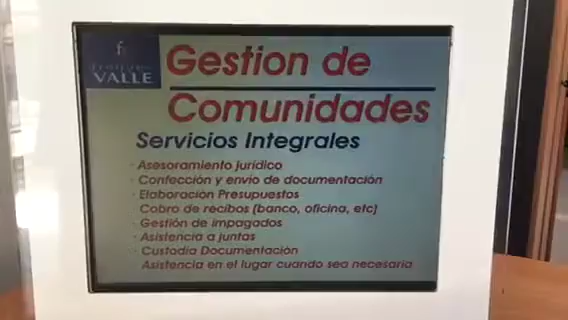 VALLE
Gestion de
Comunidades
Servicios Integrales
· Asesoramiento jurídico
· Confección y envío de documentación
· Elaboración Presupuestos
· Cobro de recibos (banco, oficina, etc)
· Gestión de impagados
· Asistencia a juntas
· Custodia Documentación
Asistencia en el lugar cuando sea necesaria